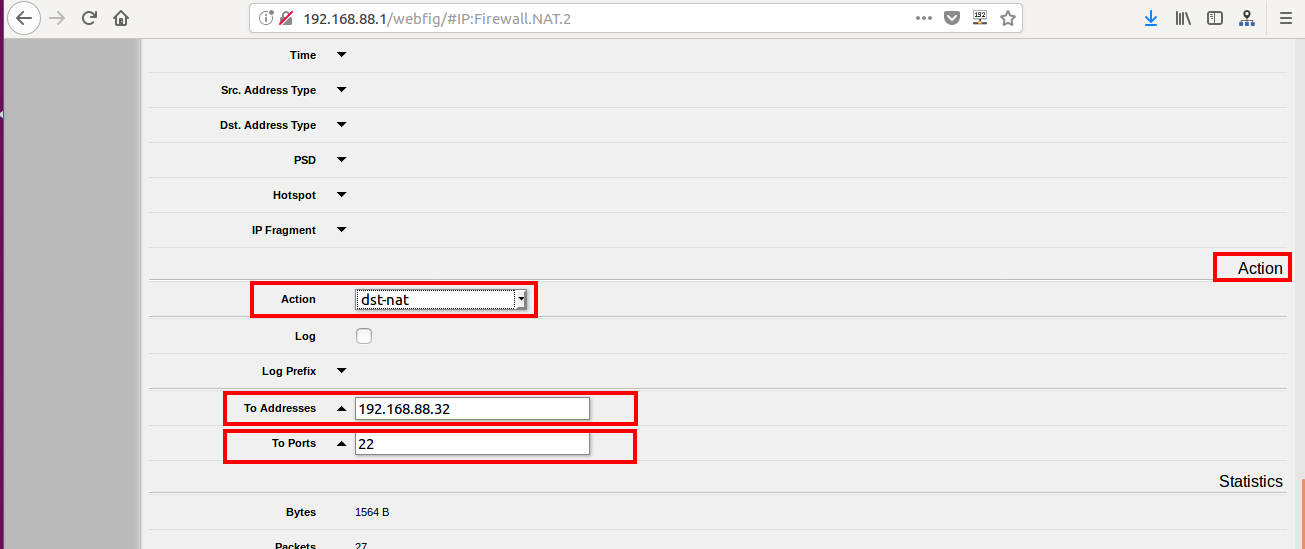 192.168.88.1/webfig/#IP:Firewall.NAT.2
Time
Src. Address Type
Dst. Address Type
PSD
Hotspot
IP Fragment
Action
Action dst-nat
Log
Log Prefix
To Addresses 192.168.88.32
To Ports 22
Statistics
Bytes 1564 B
Packets 27